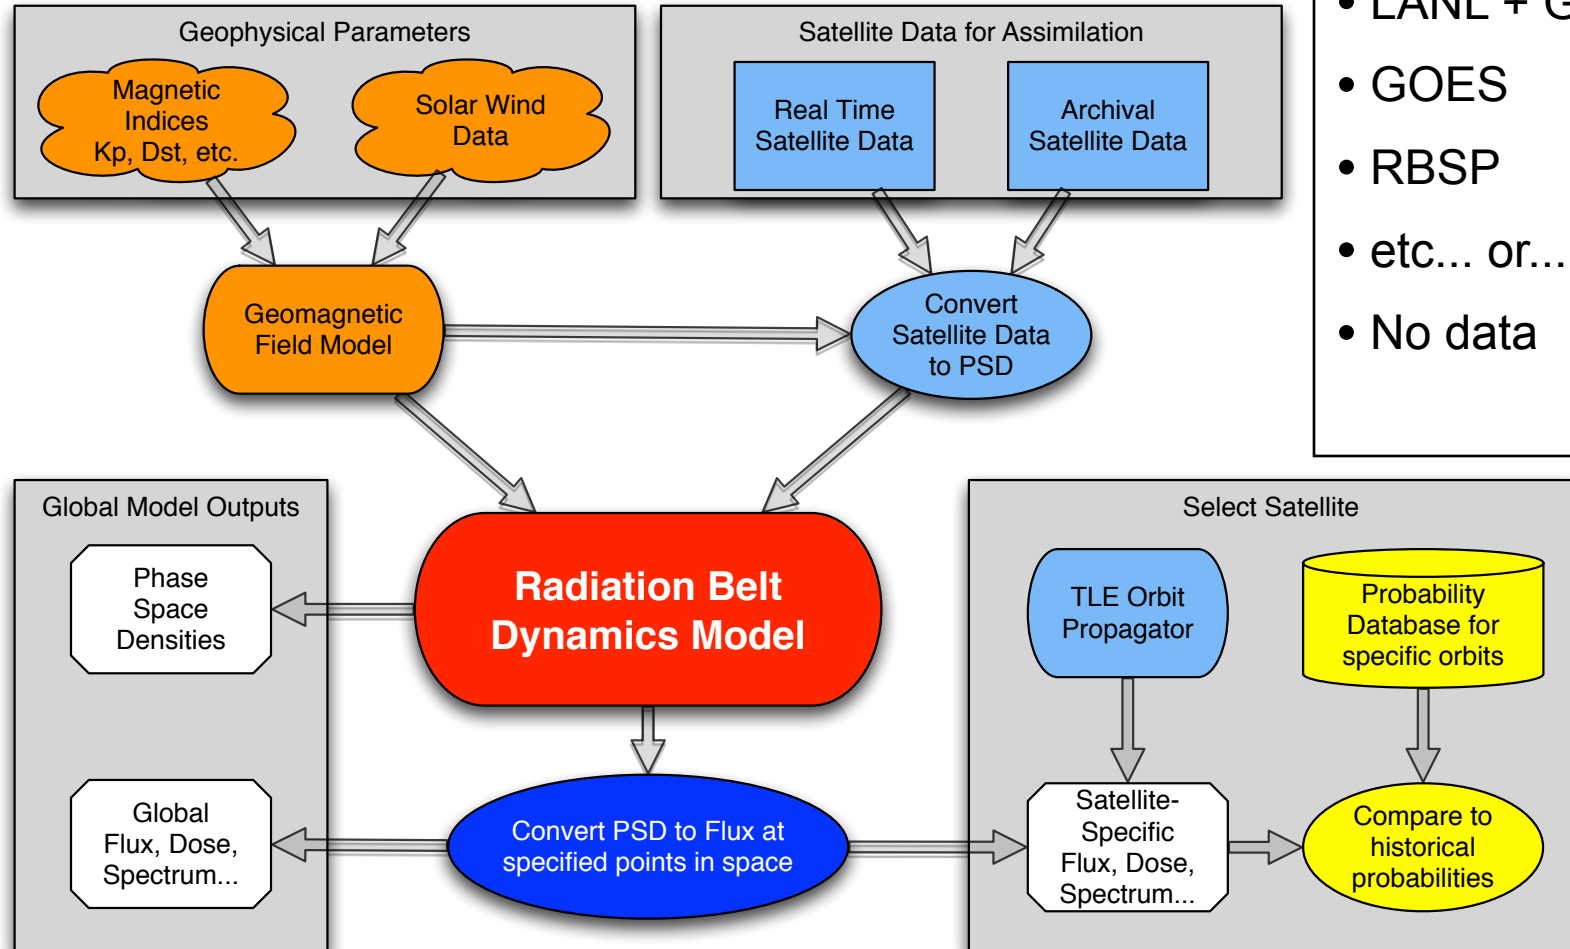 Geophysical Parameters
Magnetic
Indices
Kp, Dst, etc.
Solar Wind
Data
Satellite Data for Assimilation
Real Time
Satellite Data
Archival
Satellite Data
• LANL +
• GOES
• RBSP
• etc... or...
• No data
Geomagnetic
Field Model
Convert
Satellite Data
to PSD
Global Model Outputs
Phase
Space
Densities
Global
Flux, Dose,
Spectrum...
Radiation Belt
Dynamics Model
Convert PSD to Flux at
specified points in space
Select Satellite
TLE Orbit
Propagator
Probability
Database for
specific orbits
Satellite-
Specific
Flux, Dose,
Spectrum...
Compare to
historical
probabilities